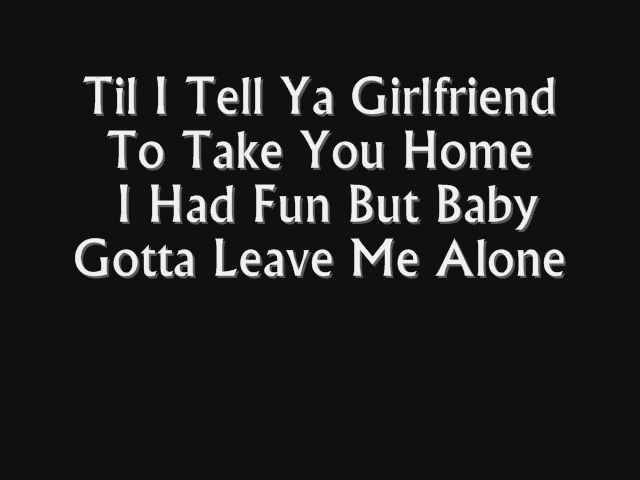 Til I Tell Ya Girlfriend
To Take You Home
I Had Fun But Baby
Gotta Leave Me Alone